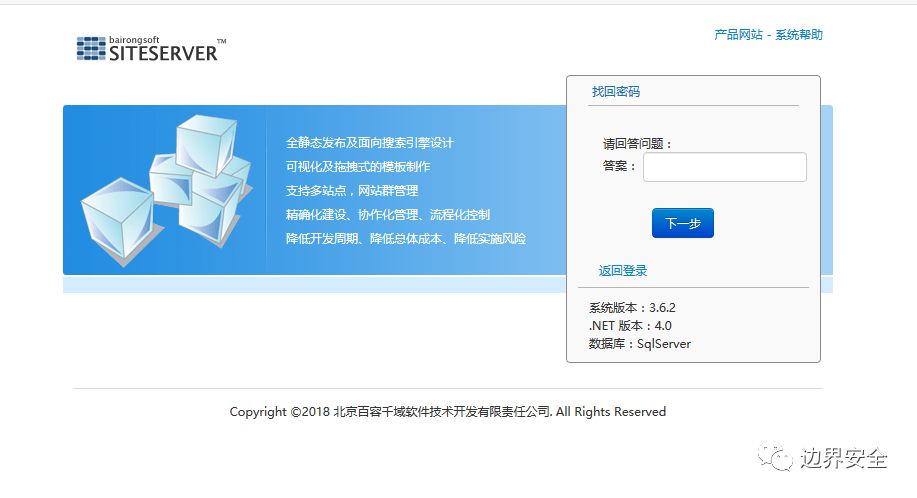 bairongsoft
SITESERVER™
产品网站 - 系统帮助
找回密码
请回答问题：
答案：
下一步
返回登录
系统版本：3.6.2
.NET 版本：4.0
数据库：SqlServer
全静态发布及面向搜索引擎设计
可视化及拖拽式的模板制作
支持多站点，网站群管理
精确化建设、协作化管理、流程化控制
降低开发周期、降低总体成本、降低实施风险
Copyright ©2018 北京百容千域软件技术开发有限责任公司. All Rights Reserved
边界安全